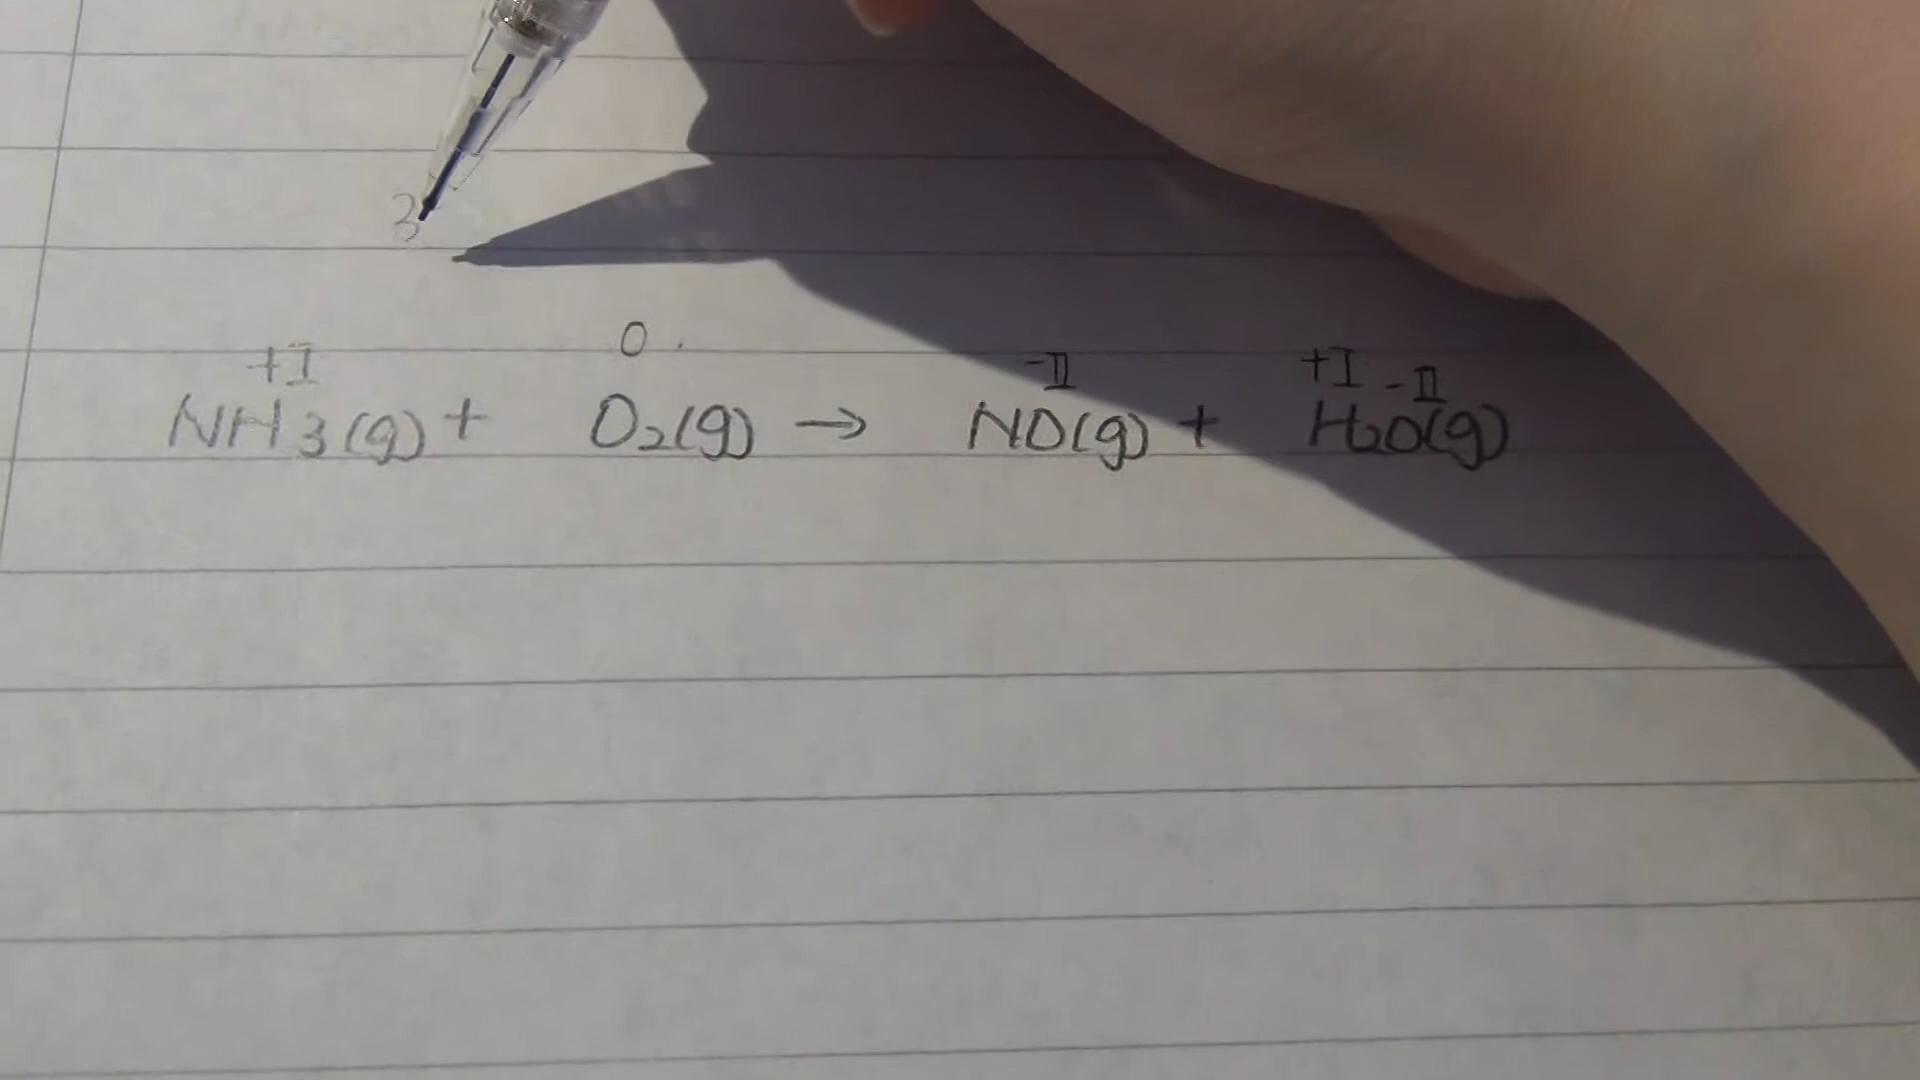 3
+I 0 -II +I -II
NH3(g) + O2(g) → NO(g) + H2O(g)